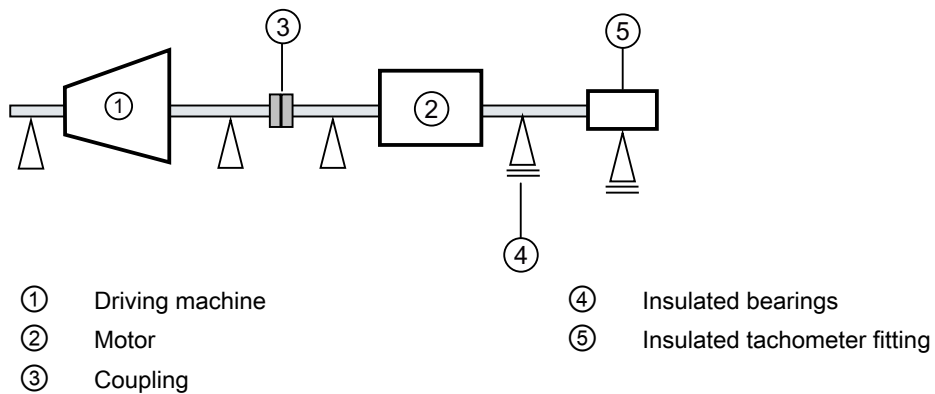 ③ ⑤
① ②
④
① Driving machine ④ Insulated bearings
② Motor ⑤ Insulated tachometer fitting
③ Coupling